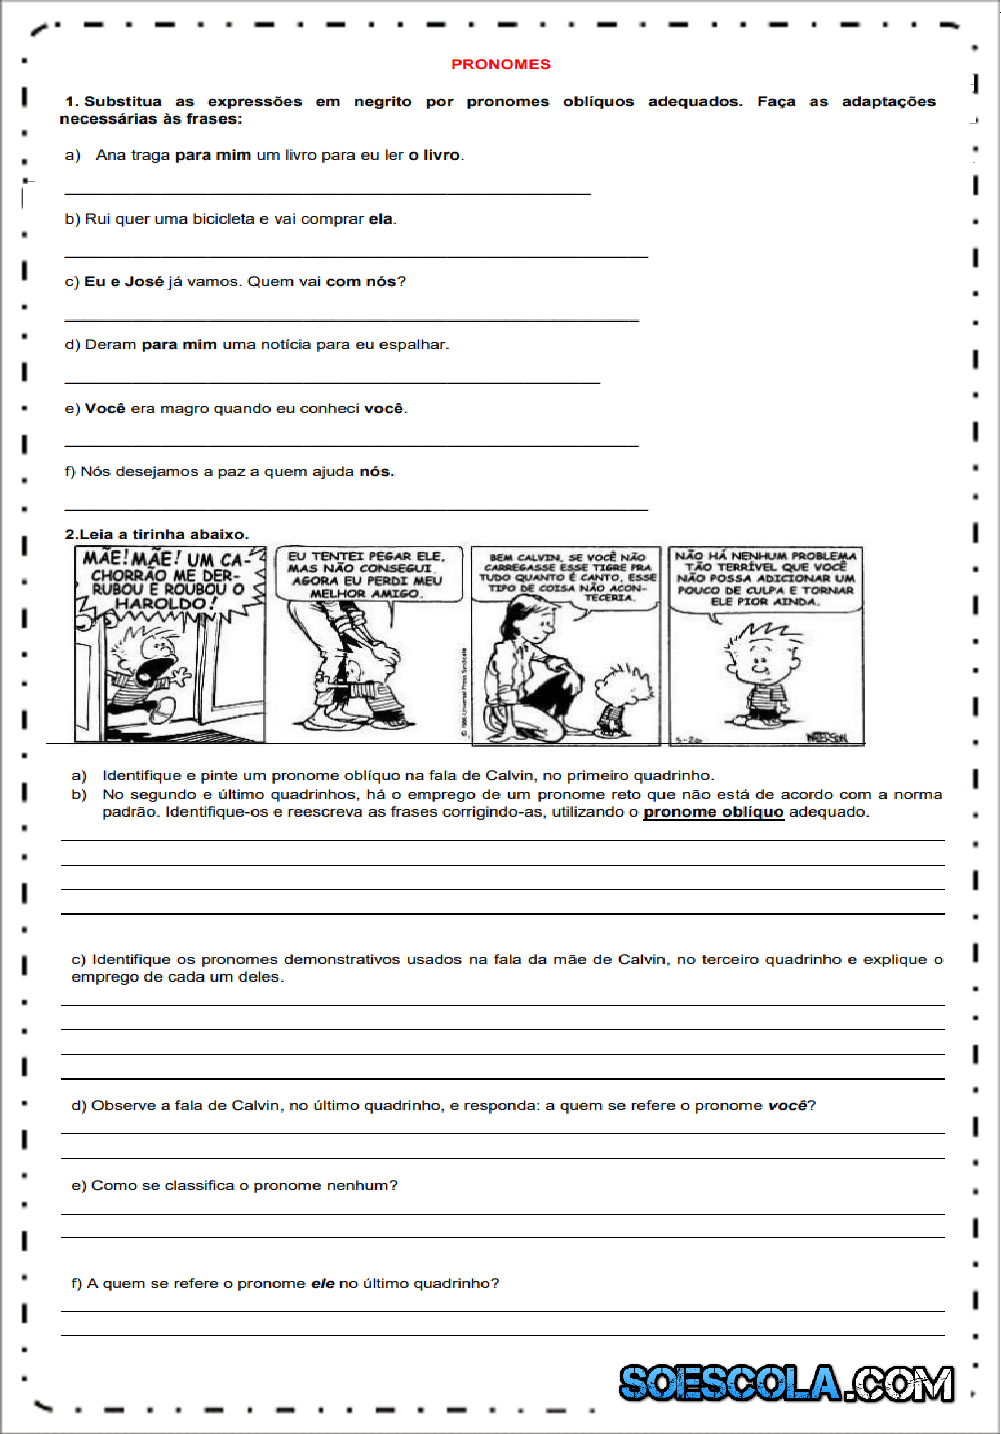 PRONOMES
1. Substitua as expressões em negrito por pronomes oblíquos adequados. Faça as adaptações
necessárias às frases:
a) Ana traga para mim um livro para eu ler o livro.
b) Rui quer uma bicicleta e vai comprar ela.
c) Eu e José já vamos. Quem vai com nós?
d) Deram para mim uma notícia para eu espalhar.
e) Você era magro quando eu conheci você.
f) Nós desejamos a paz a quem ajuda nós.
2.Leia a tirinha abaixo.
MÃE! MÃE! UM CA-
CHORRÃO ME DER-
RUBOU E ROUBOU O
HAROLDO!
EU TENTEI PEGAR ELE,
MAS NÃO CONSEGUI.
AGORA EU PERDI MEU
MELHOR AMIGO.
BEM CALVIN, SE VOCÊ NÃO
CARREGASSE ESSE TIGRE PRA
TUDO QUANTO É CANTO, ESSE
TIPO DE COISA NÃO ACON-
TECERIA.
NÃO HÁ NENHUM PROBLEMA
TÃO TERRÍVEL QUE VOCÊ
NÃO POSSA ADICIONAR UM
POUCO DE CULPA E TORNAR
ELE PIOR AINDA.
a) Identifique e pinte um pronome oblíquo na fala de Calvin, no primeiro quadrinho.
b) No segundo e último quadrinhos, há o emprego de um pronome reto que não está de acordo com a norma
padrão. Identifique-os e reescreva as frases corrigindo-as, utilizando o pronome oblíquo adequado.
c) Identifique os pronomes demonstrativos usados na fala da mãe de Calvin, no terceiro quadrinho e explique o
emprego de cada um deles.
d) Observe a fala de Calvin, no último quadrinho, e responda: a quem se refere o pronome você?
e) Como se classifica o pronome nenhum?
f) A quem se refere o pronome ele no último quadrinho?
SOESCOLA.COM